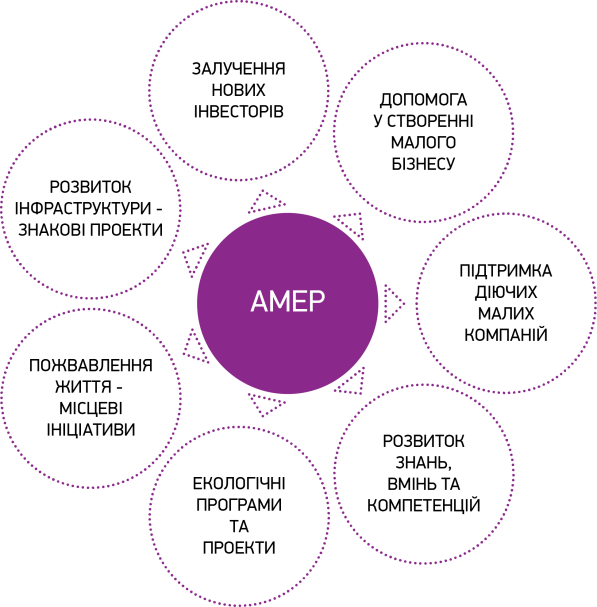 ЗАЛУЧЕННЯ
НОВИХ
ІНВЕСТОРІВ
ДОПОМОГА
У СТВОРЕННІ
МАЛОГО
БІЗНЕСУ
РОЗВИТОК
ІНФРАСТРУКТУРИ -
ЗНАКОВІ ПРОЕКТИ
АМЕР
ПІДТРИМКА
ДІЮЧИХ
МАЛИХ
КОМПАНІЙ
ПОЖВАВЛЕННЯ
ЖИТТЯ -
МІСЦЕВІ
ІНІЦІАТИВИ
РОЗВИТОК
ЗНАНЬ,
ВМІНЬ ТА
КОМПЕТЕНЦІЙ
ЕКОЛОГІЧНІ
ПРОГРАМИ
ТА
ПРОЕКТИ